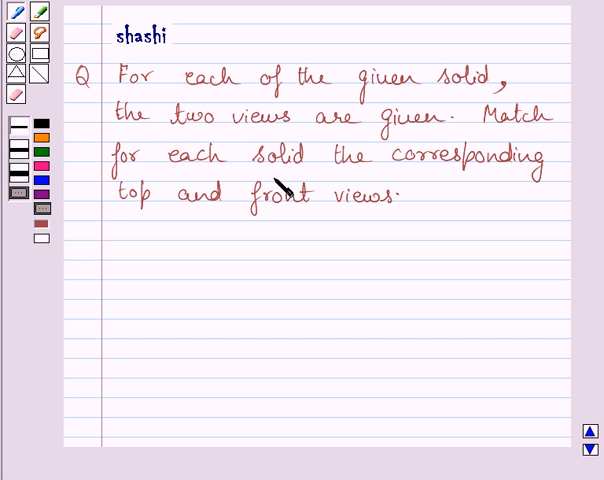 shashi
Q For each of the given solid,
the two views are given. Match
for each solid the corresponding
top and front views.